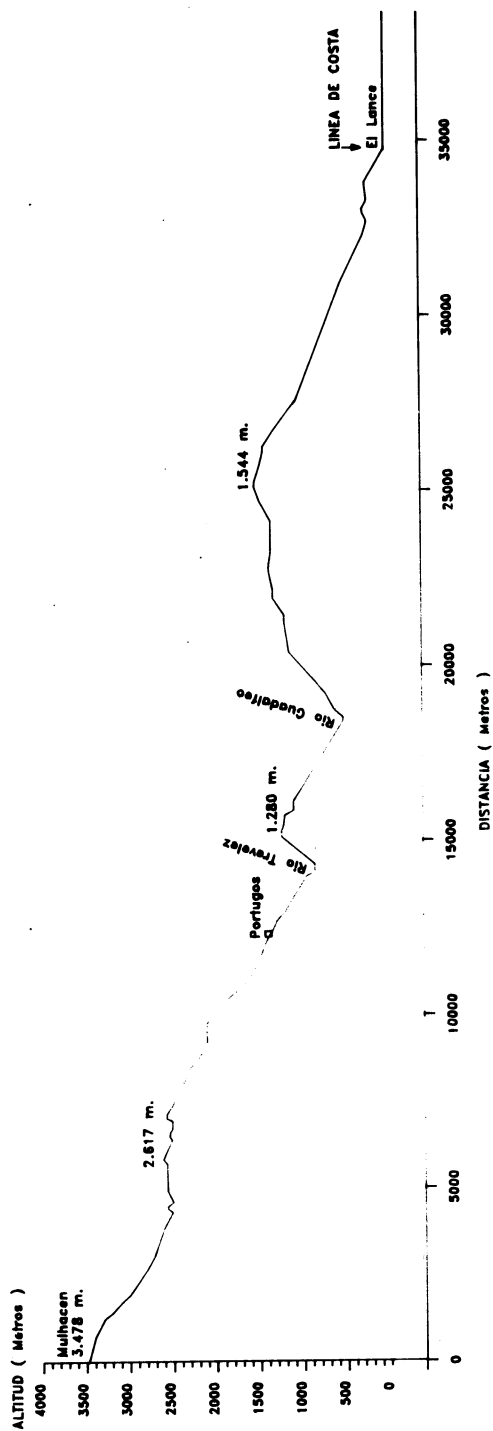 ALTITUD ( Metros )
4000
3500
3000
2500
2000
1500
1000
500
0
Mulhacen
3.478 m.
2.617 m.
Portugos
Río Trevelez
1.280 m.
Río Guadalfeo
1.544 m.
LINEA DE COSTA
El Lance
0
5000
10000
15000
20000
25000
30000
35000
DISTANCIA ( Metros )